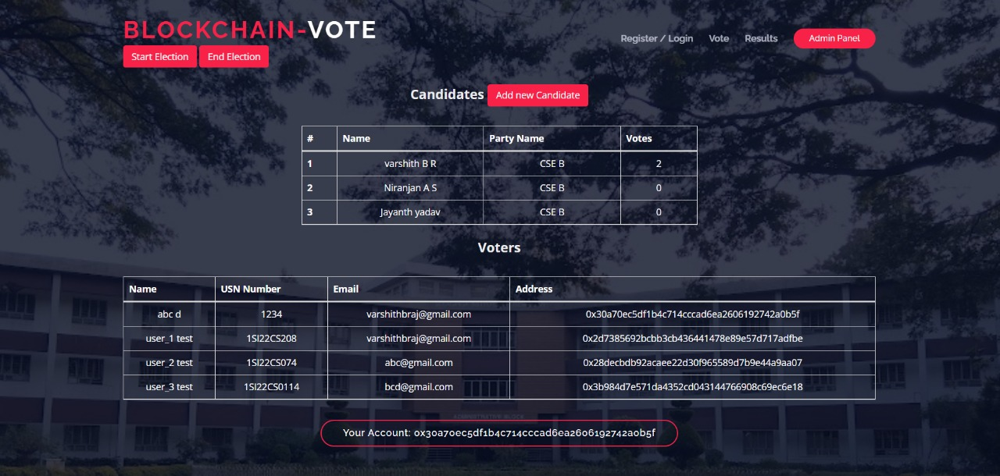 BLOCKCHAIN-VOTE
Register / Login Vote Results Admin Panel
Start Election End Election
Candidates Add new Candidate
# Name Party Name Votes
1 varshith B R CSE B 2
2 Niranjan A S CSE B 0
3 Jayanth yadav CSE B 0
Voters
Name USN Number Email Address
abc d 1234 varshithbraj@gmail.com 0x30a70ec5df1b4c714cccad6ea2606192742a0b5f
user_1 test 1SI22CS208 varshithbraj@gmail.com 0x2d7385692bcbb3cb436441478e89e57d717adfbe
user_2 test 1SI22CS074 abc@gmail.com 0x28decbdb92acaee22d30f965589d7b9e44a9aa07
user_3 test 1SI22CS0114 bcd@gmail.com 0x3b984d7e571da4352cd043144766908c69ec6e18
ADMINISTRATIVE BLOCK
Your Account: 0x30a70ec5df1b4c714cccad6ea2606192742a0b5f